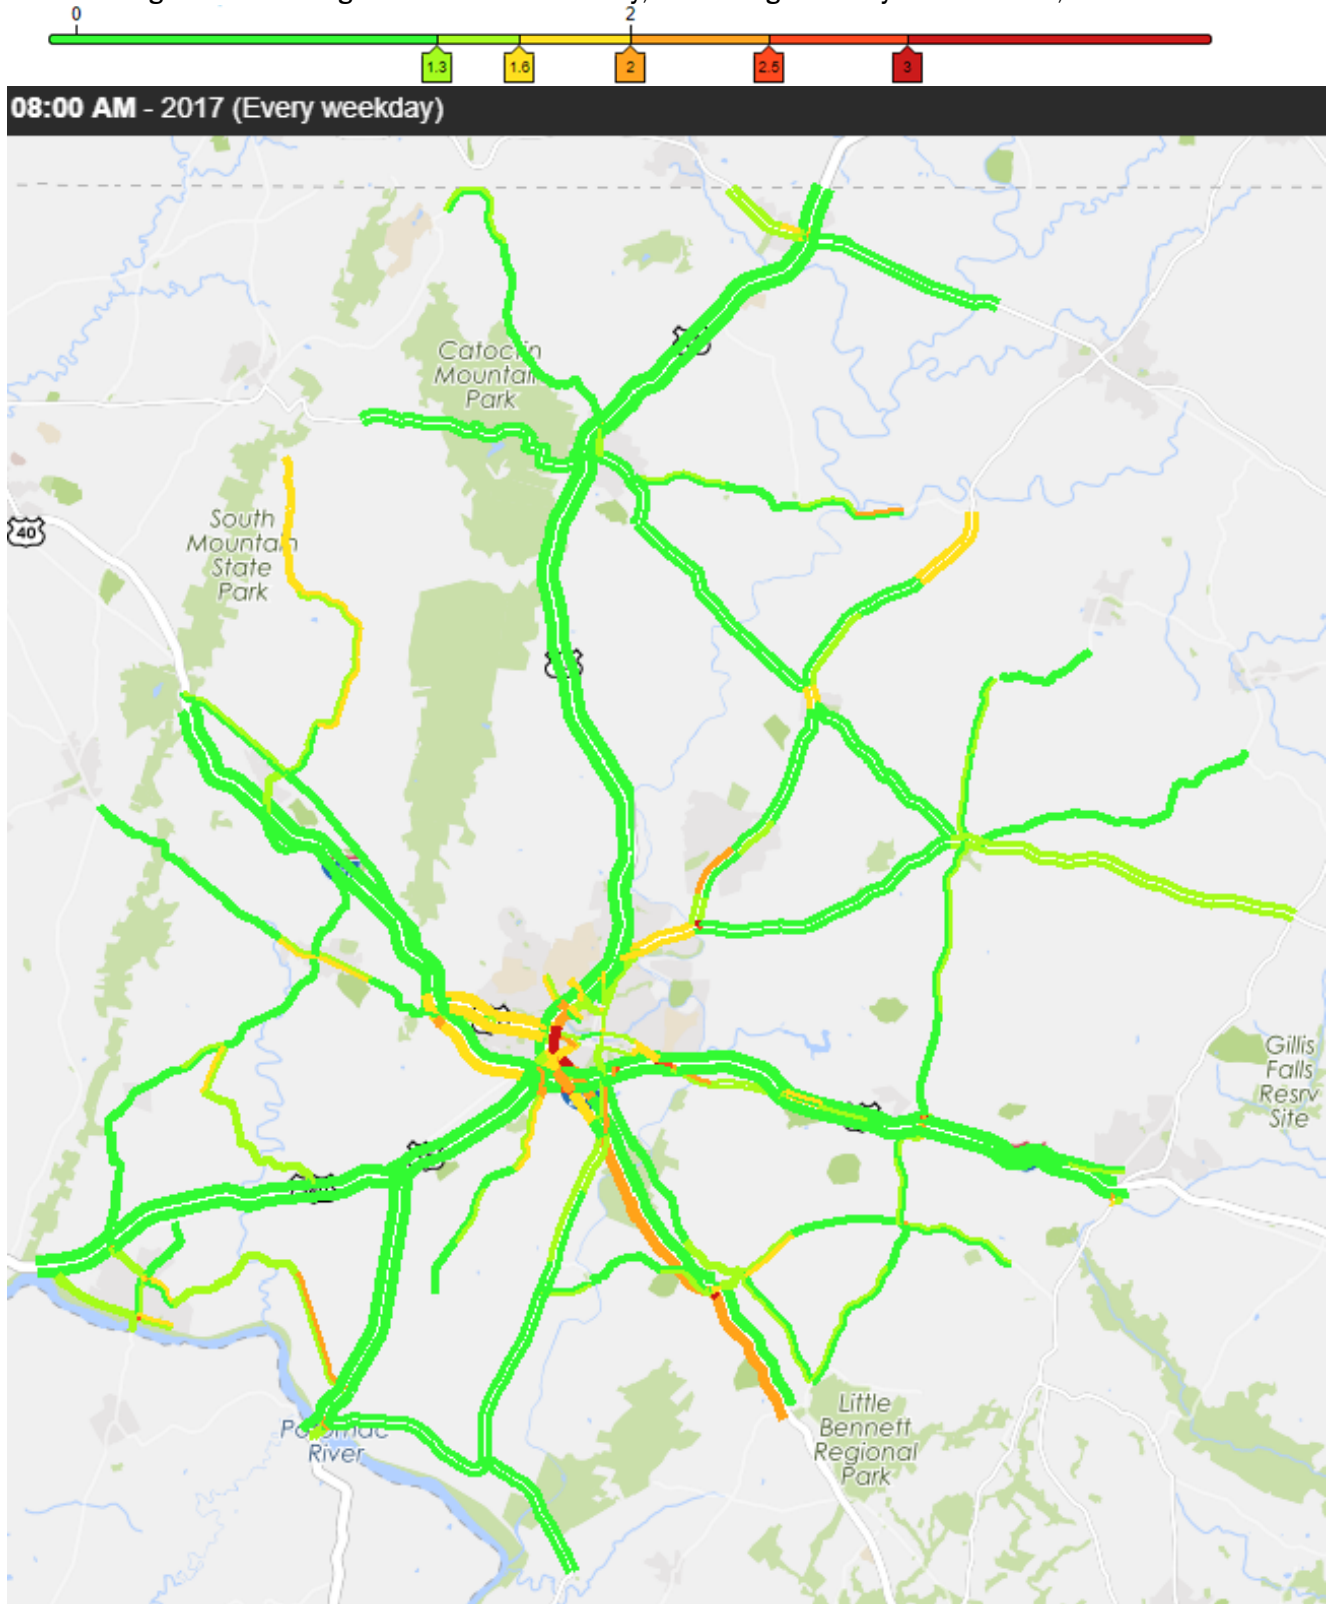 0 2
1.3 1.6 2 2.5 3
08:00 AM - 2017 (Every weekday)
Catoctin
Mountain
Park
South
Mountain
State
Park
40
Gillis
Falls
Resrv
Site
Little
Bennett
Regional
Park
Potomac
River